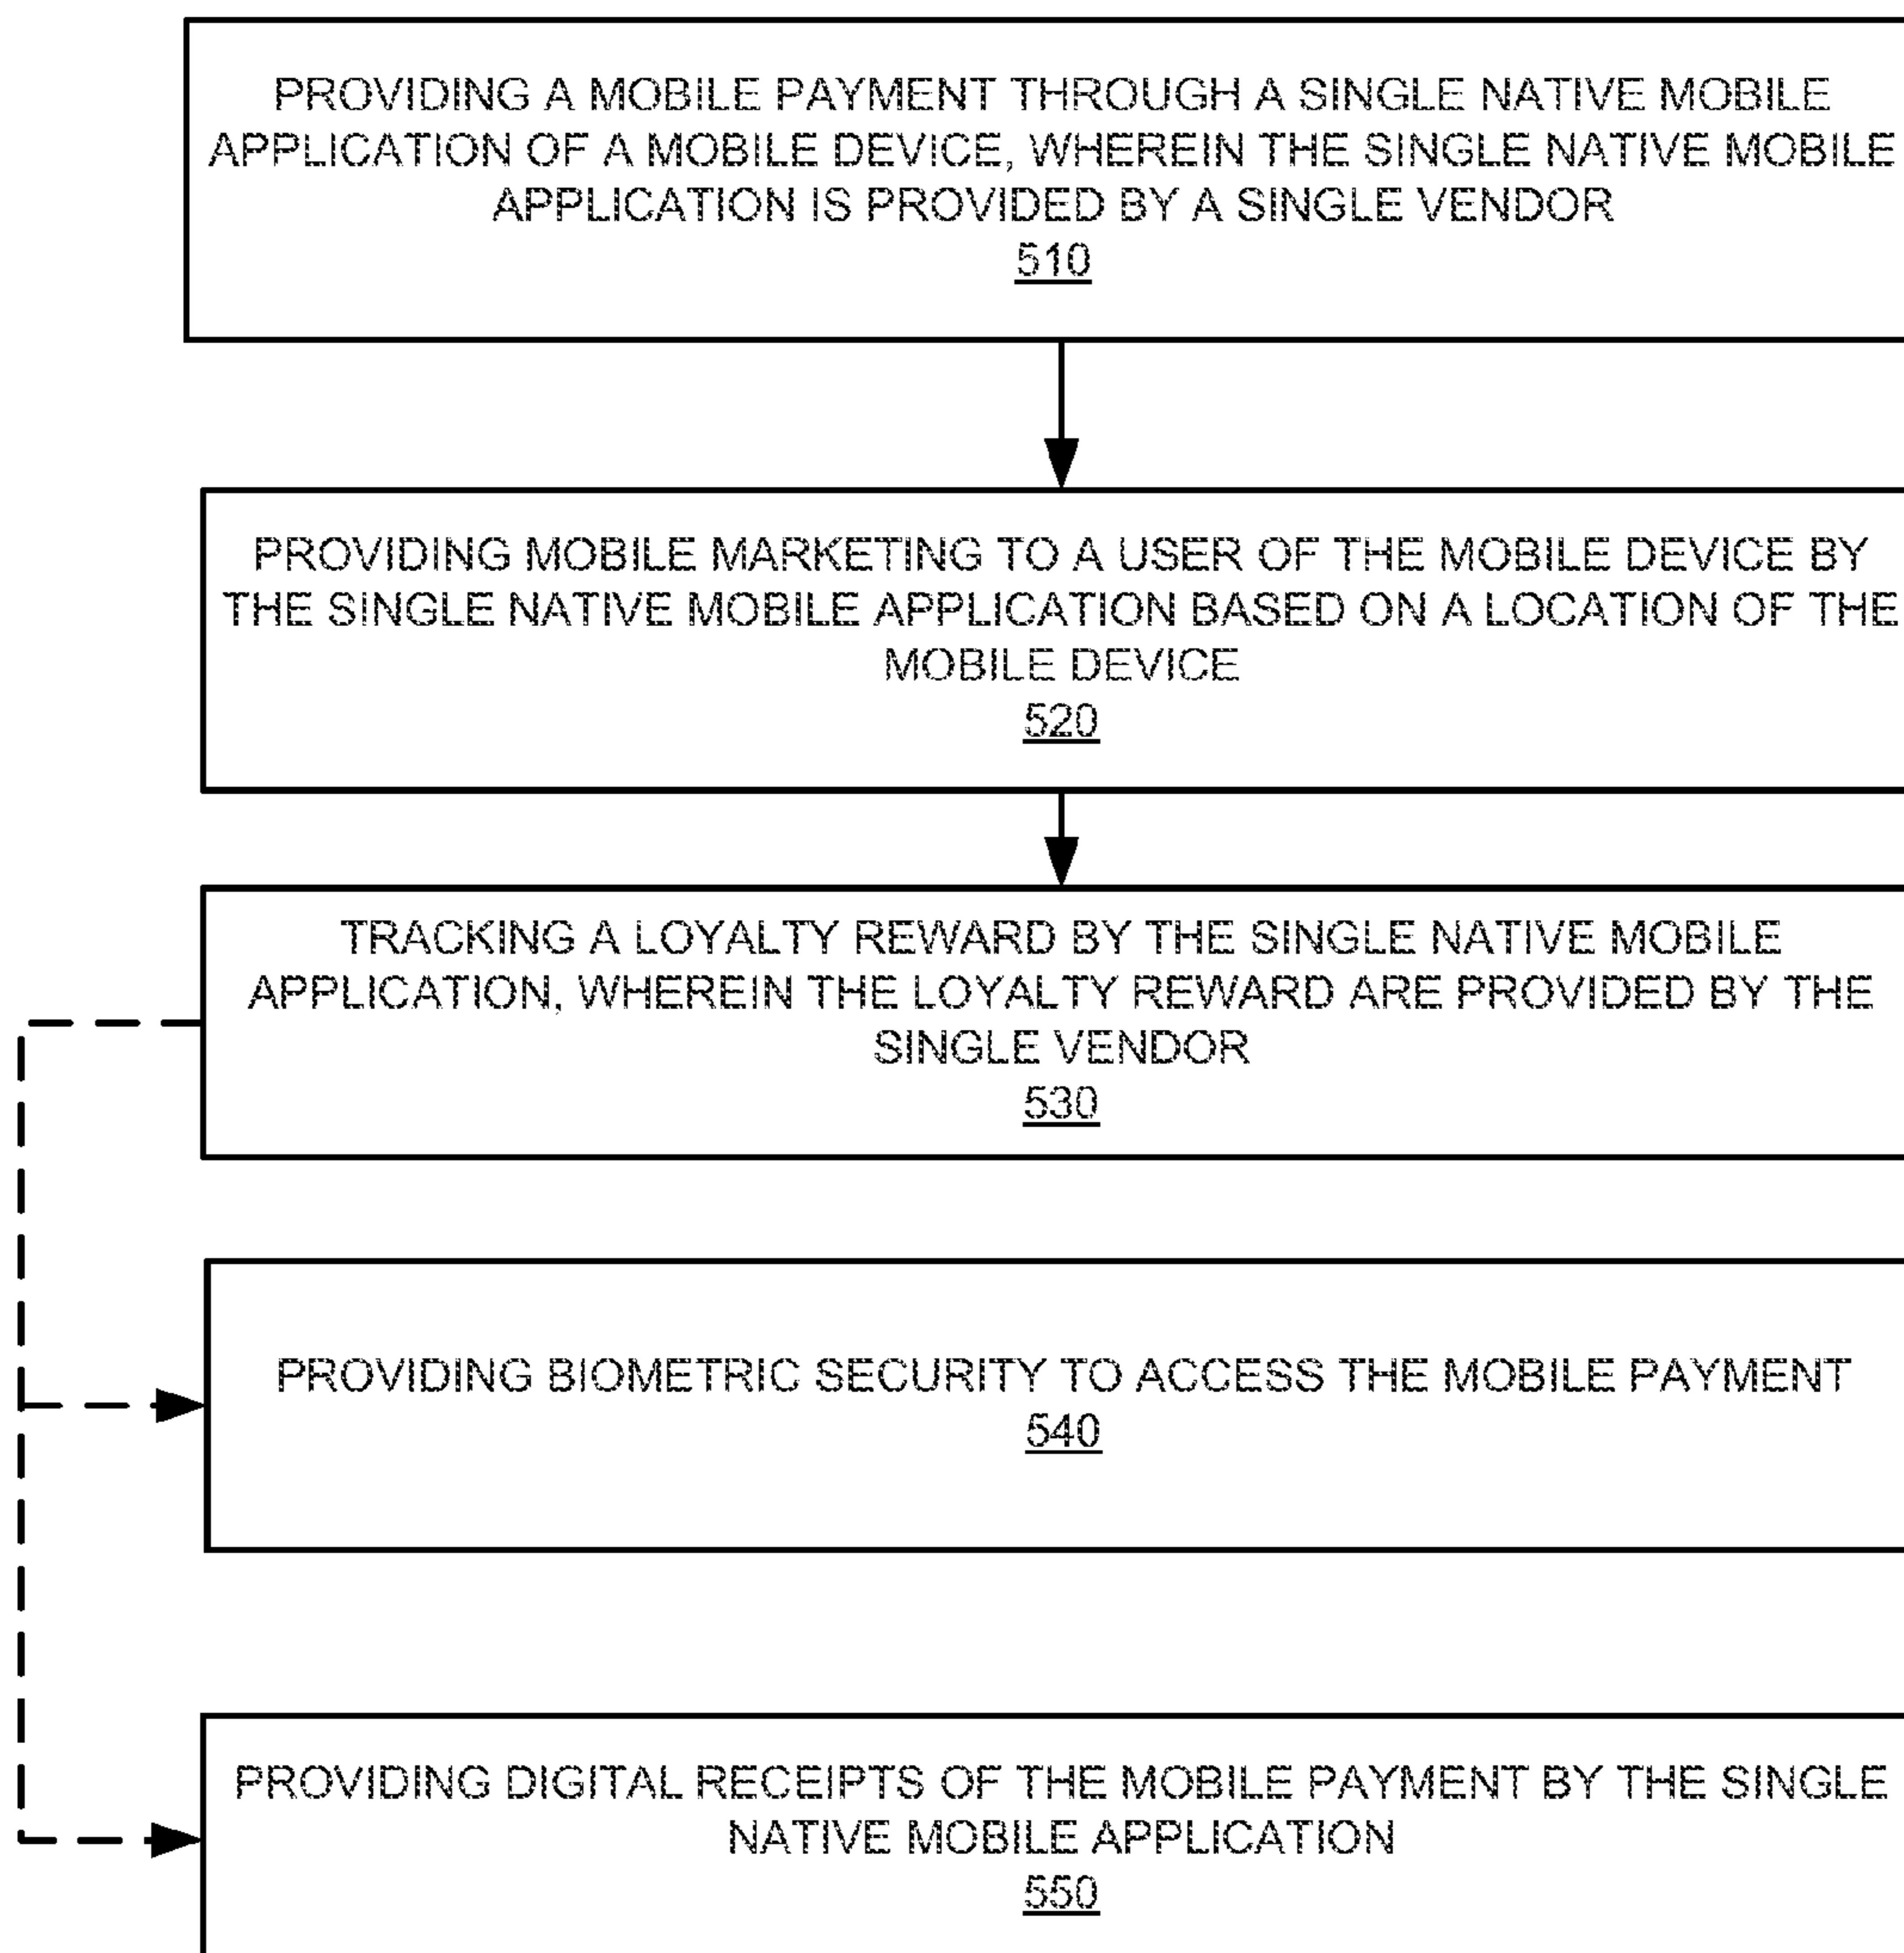 PROVIDING A MOBILE PAYMENT THROUGH A SINGLE NATIVE MOBILE
APPLICATION OF A MOBILE DEVICE, WHEREIN THE SINGLE NATIVE MOBILE
APPLICATION IS PROVIDED BY A SINGLE VENDOR
510
PROVIDING MOBILE MARKETING TO A USER OF THE MOBILE DEVICE BY
THE SINGLE NATIVE MOBILE APPLICATION BASED ON A LOCATION OF THE
MOBILE DEVICE
520
TRACKING A LOYALTY REWARD BY THE SINGLE NATIVE MOBILE
APPLICATION, WHEREIN THE LOYALTY REWARD ARE PROVIDED BY THE
SINGLE VENDOR
530
PROVIDING BIOMETRIC SECURITY TO ACCESS THE MOBILE PAYMENT
540
PROVIDING DIGITAL RECEIPTS OF THE MOBILE PAYMENT BY THE SINGLE
NATIVE MOBILE APPLICATION
550